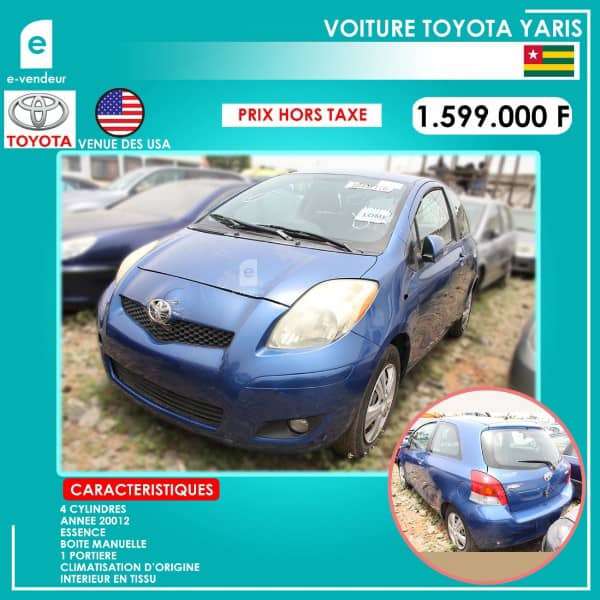 e
e-vendeur
VOITURE TOYOTA YARIS
TOYOTA
VENUE DES USA
PRIX HORS TAXE
1.599.000 F
LOME
CARACTERISTIQUES
4 CYLINDRES
ANNEE 20012
ESSENCE
BOITE MANUELLE
1 PORTIERE
CLIMATISATION D'ORIGINE
INTERIEUR EN TISSU